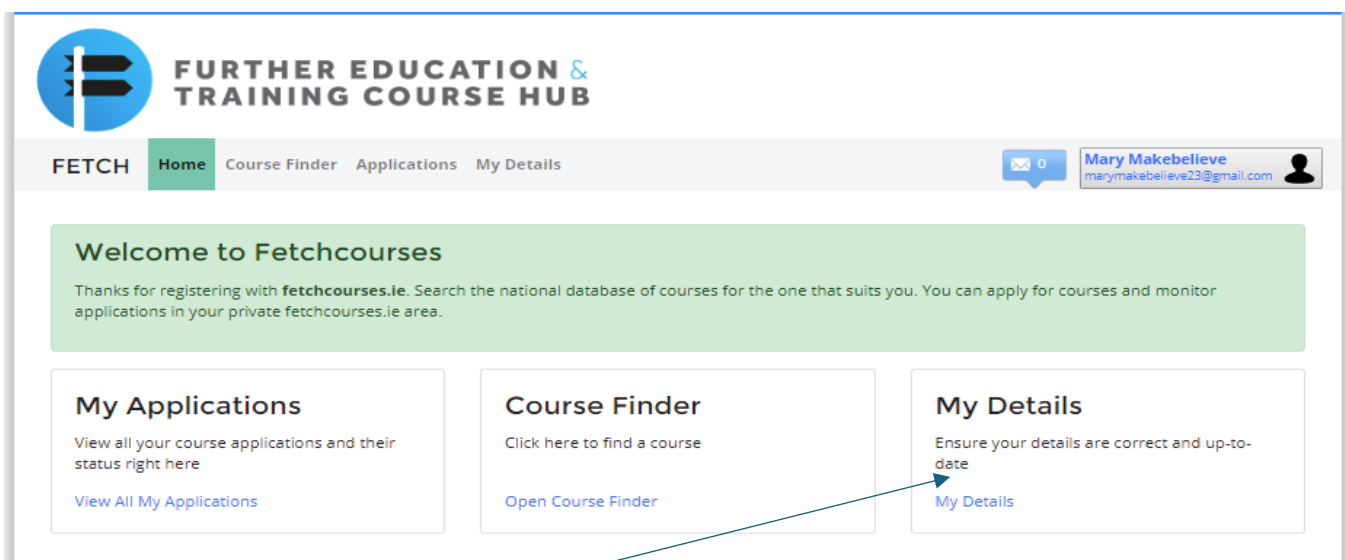 FURTHER EDUCATION &
TRAINING COURSE HUB
FETCH Home Course Finder Applications My Details 0 Mary Makebelieve
marymakebelieve23@gmail.com
Welcome to Fetchcourses
Thanks for registering with fetchcourses.ie. Search the national database of courses for the one that suits you. You can apply for courses and monitor
applications in your private fetchcourses.ie area.
My Applications
View all your course applications and their
status right here
View All My Applications
Course Finder
Click here to find a course
Open Course Finder
My Details
Ensure your details are correct and up-to-
date
My Details